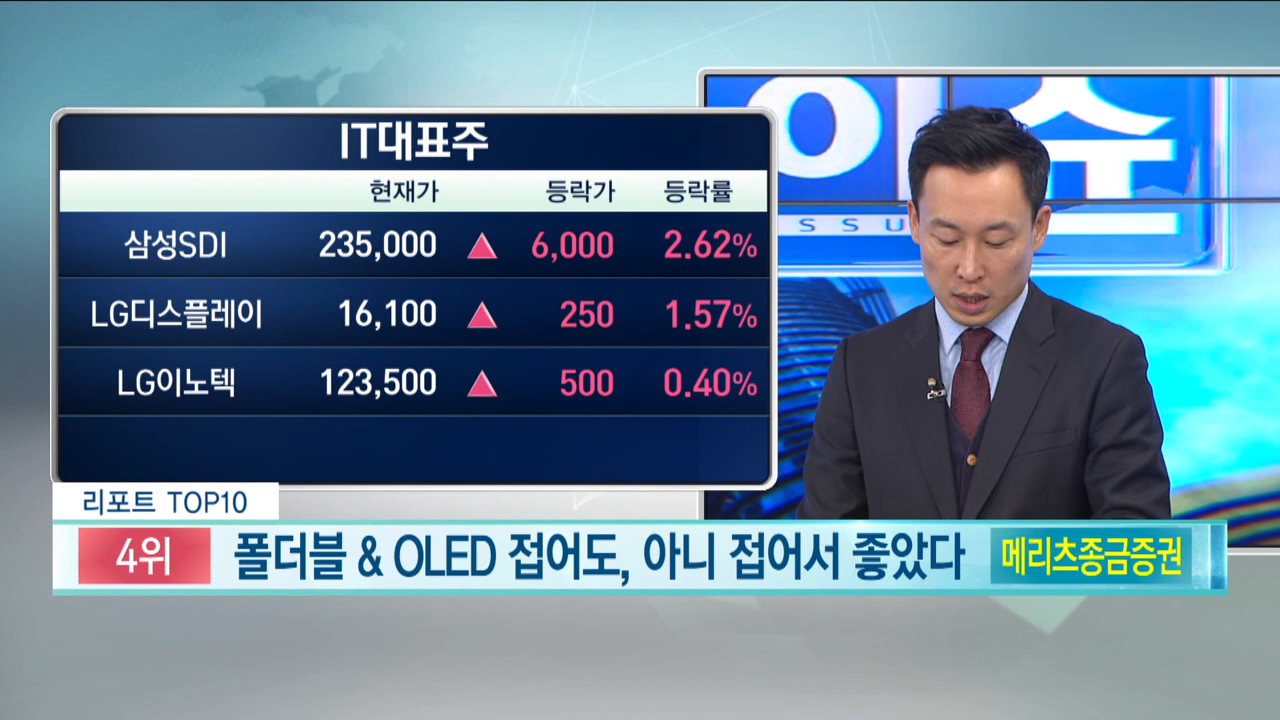 IT대표주
현재가 등락가 등락률
삼성SDI 235,000 ▲ 6,000 2.62%
LG디스플레이 16,100 ▲ 250 1.57%
LG이노텍 123,500 ▲ 500 0.40%
이슈
ISSU
리포트 TOP10
4위 폴더블 & OLED 접어도, 아니 접어서 좋았다 메리츠종금증권